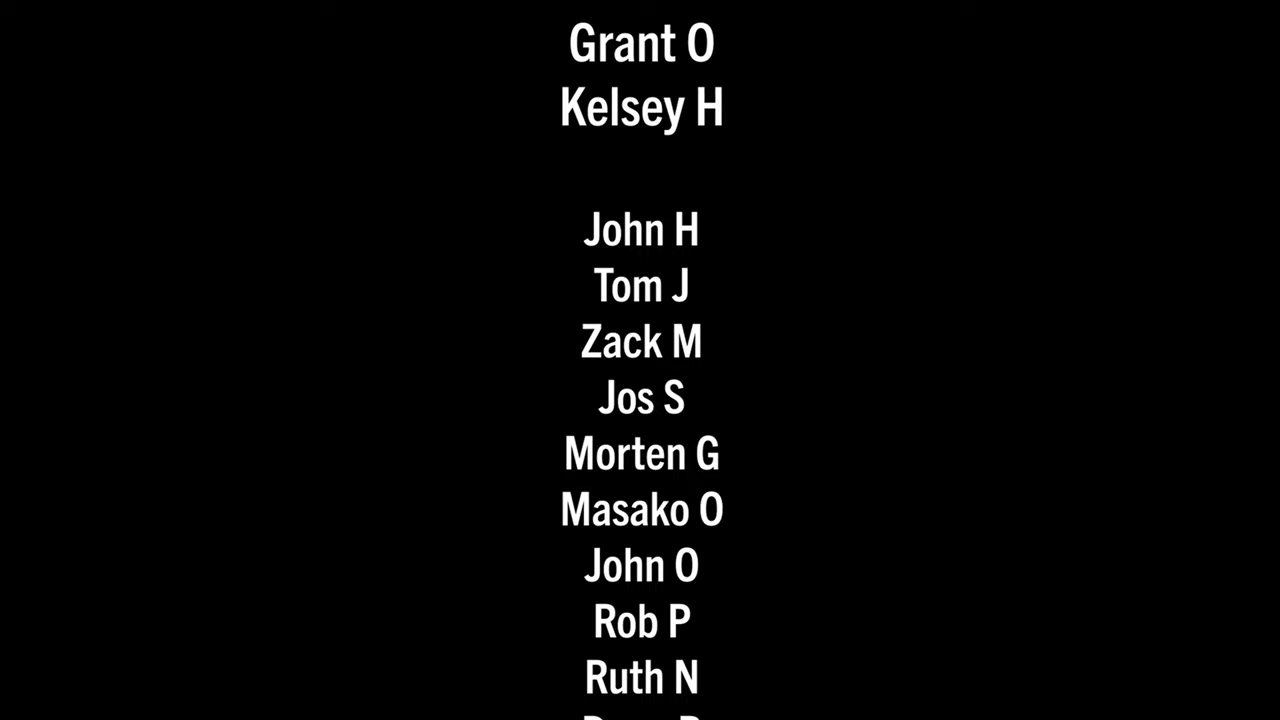 Grant O
Kelsey H
John H
Tom J
Zack M
Jos S
Morten G
Masako O
John O
Rob P
Ruth N